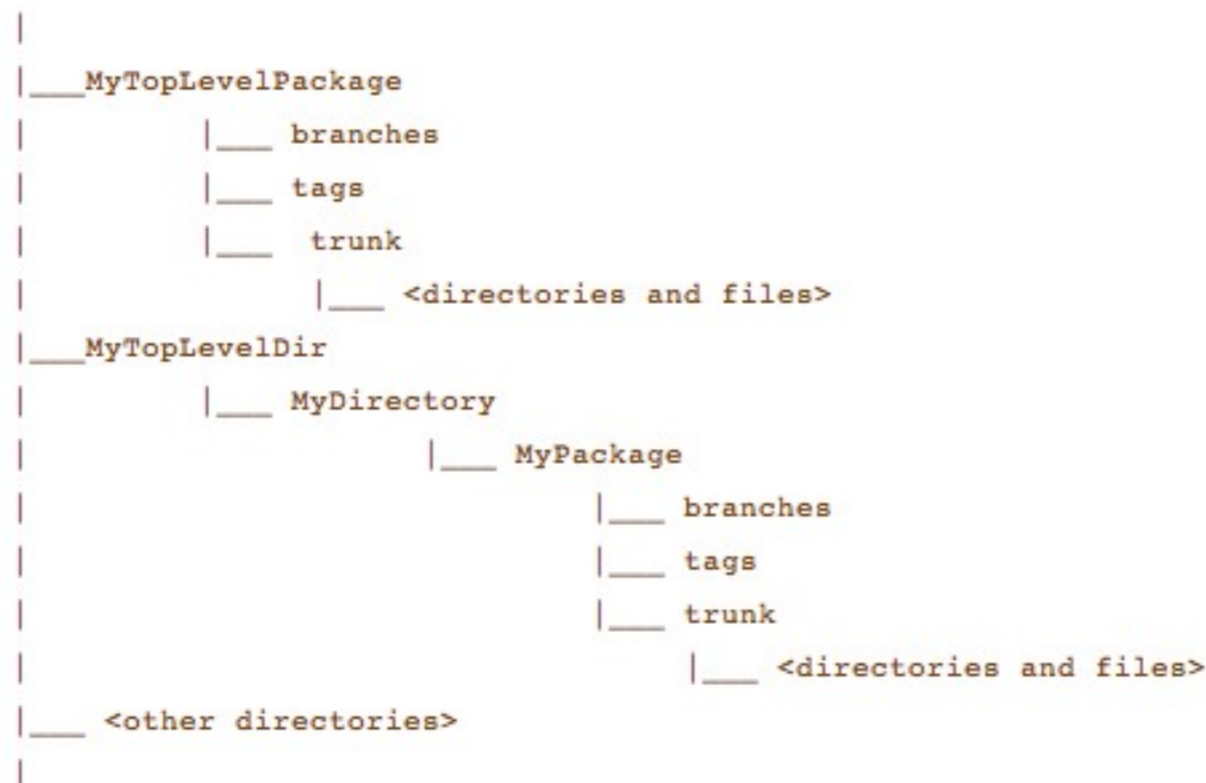 |
|___MyTopLevelPackage
|         |___ branches
|         |___ tags
|         |___  trunk
|               |___ <directories and files>
|___MyTopLevelDir
|         |___ MyDirectory
|                     |___ MyPackage
|                              |___ branches
|                              |___ tags
|                              |___ trunk
|                                   |___ <directories and files>
|___ <other directories>
|